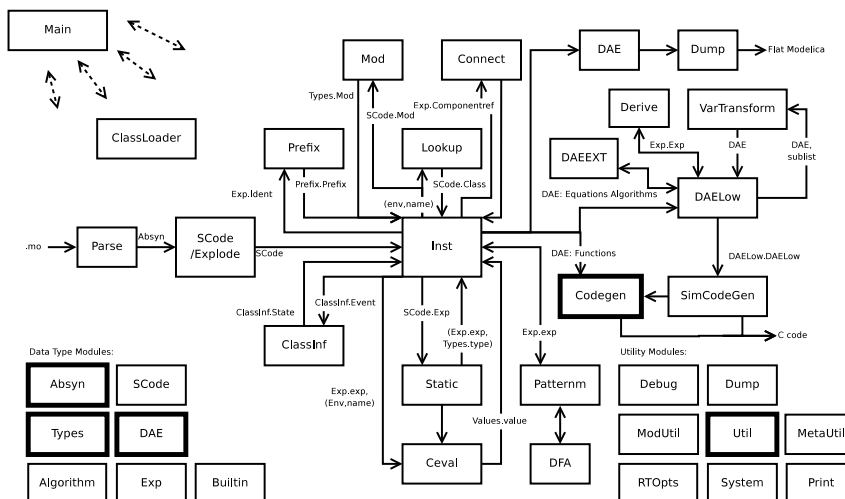 Main
Mod
Connect
DAE
Dump
Flat Modelica
Types.Mod
SCode.Mod
Exp.Componentref
Derive
VarTransform
ClassLoader
Prefix
Lookup
Exp.Exp
DAE
DAE,
sublist
DAEEXT
Exp.Ident
Prefix.Prefix
SCode.Class
DAE: Equations Algorithms
DAELow
(env,name)
.mo
Parse
Absyn
SCode
/Explode
SCode
Inst
DAE: Functions
DAELow.DAELow
ClassInf.State
ClassInf.Event
SCode.Exp
(Exp.exp,
Types.type)
Exp.exp
Codegen
SimCodeGen
C code
ClassInf
Data Type Modules:
Utility Modules:
Absyn
SCode
Exp.exp,
(Env,name)
Static
Patternm
Debug
Dump
Types
DAE
Values.value
ModUtil
Util
MetaUtil
Algorithm
Exp
Builtin
Ceval
DFA
RTOpts
System
Print